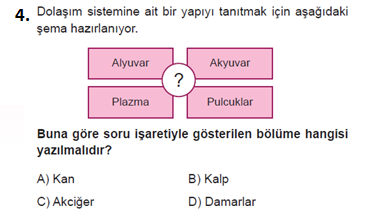 4. Dolaşım sistemine ait bir yapıyı tanıtmak için aşağıdaki
şema hazırlanıyor.
Alyuvar Akyuvar
?
Plazma Pulcuklar
Buna göre soru işaretiyle gösterilen bölüme hangisi
yazılmalıdır?
A) Kan B) Kalp
C) Akciğer D) Damarlar